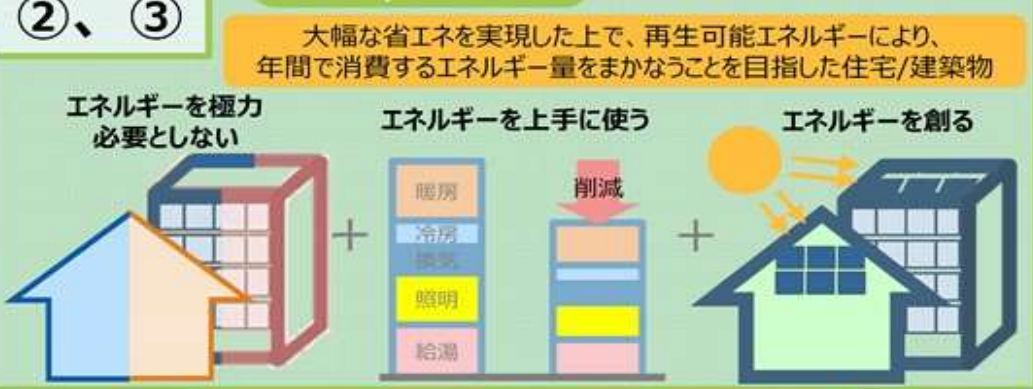 ②、③
大幅な省エネを実現した上で、再生可能エネルギーにより、
年間で消費するエネルギー量をまかなうことを目指した住宅/建築物
エネルギーを極力
必要としない
エネルギーを上手に使う
エネルギーを創る
暖房
冷房
換気
照明
給湯
削減